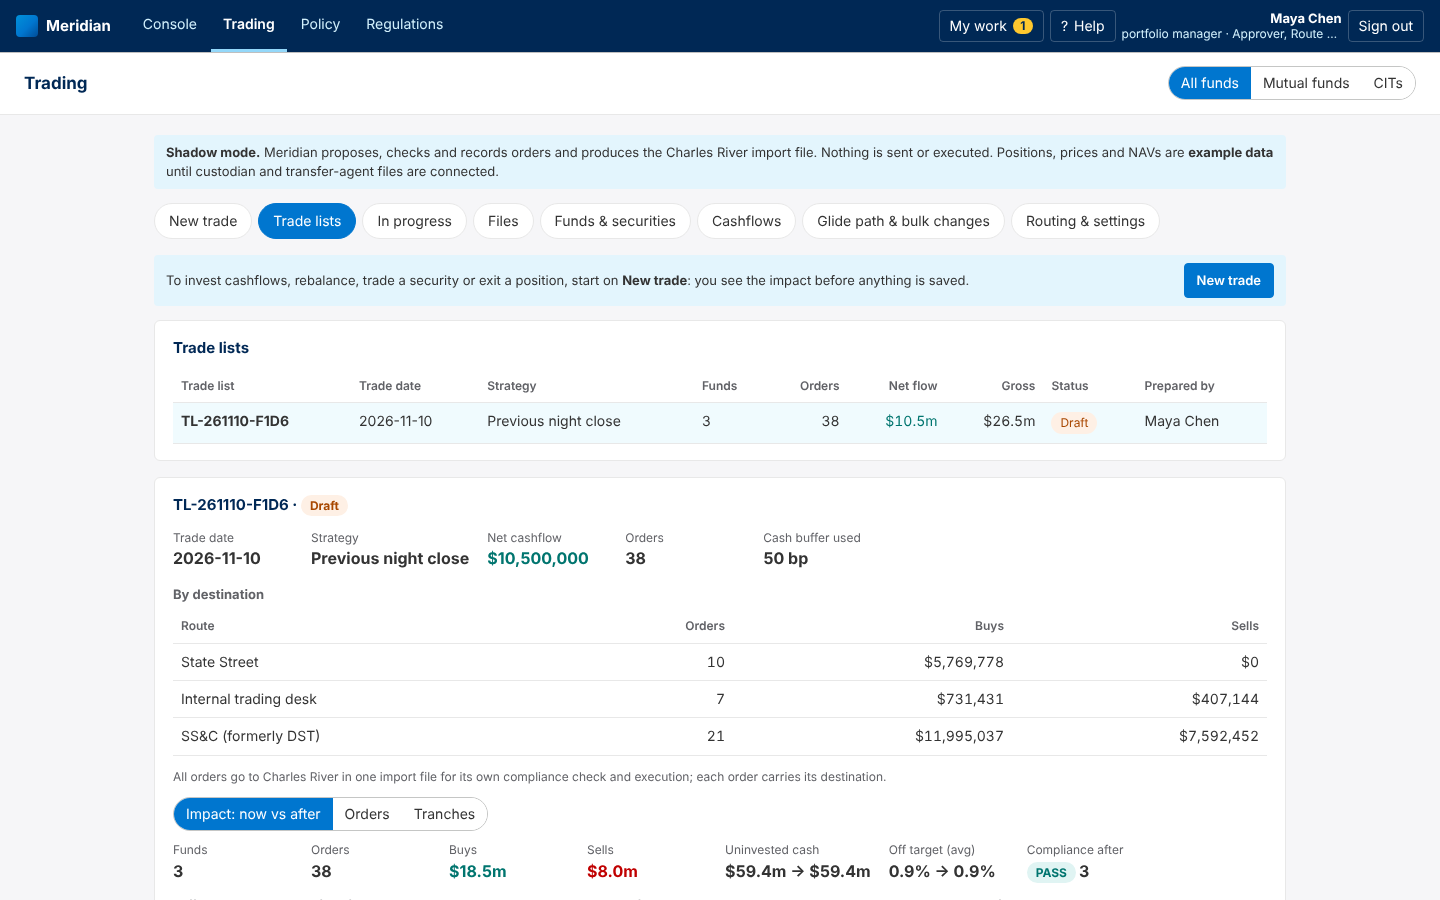 Meridian
Console Trading Policy Regulations
My work 1
? Help
Maya Chen
portfolio manager · Approver, Route ...
Sign out
Trading
All funds Mutual funds CITs
Shadow mode. Meridian proposes, checks and records orders and produces the Charles River import file. Nothing is sent or executed. Positions, prices and NAVs are example data
until custodian and transfer-agent files are connected.
New trade Trade lists In progress Files Funds & securities Cashflows Glide path & bulk changes Routing & settings
To invest cashflows, rebalance, trade a security or exit a position, start on New trade: you see the impact before anything is saved.
New trade
Trade lists
Trade list Trade date Strategy Funds Orders Net flow Gross Status Prepared by
TL-261110-F1D6 2026-11-10 Previous night close 3 38 $10.5m $26.5m Draft Maya Chen
TL-261110-F1D6 · Draft
Trade date Strategy Net cashflow Orders Cash buffer used
2026-11-10 Previous night close $10,500,000 38 50 bp
By destination
Route Orders Buys Sells
State Street 10 $5,769,778 $0
Internal trading desk 7 $731,431 $407,144
SS&C (formerly DST) 21 $11,995,037 $7,592,452
All orders go to Charles River in one import file for its own compliance check and execution; each order carries its destination.
Impact: now vs after Orders Tranches
Funds Orders Buys Sells Uninvested cash Off target (avg) Compliance after
3 38 $18.5m $8.0m $59.4m → $59.4m 0.9% → 0.9% PASS 3